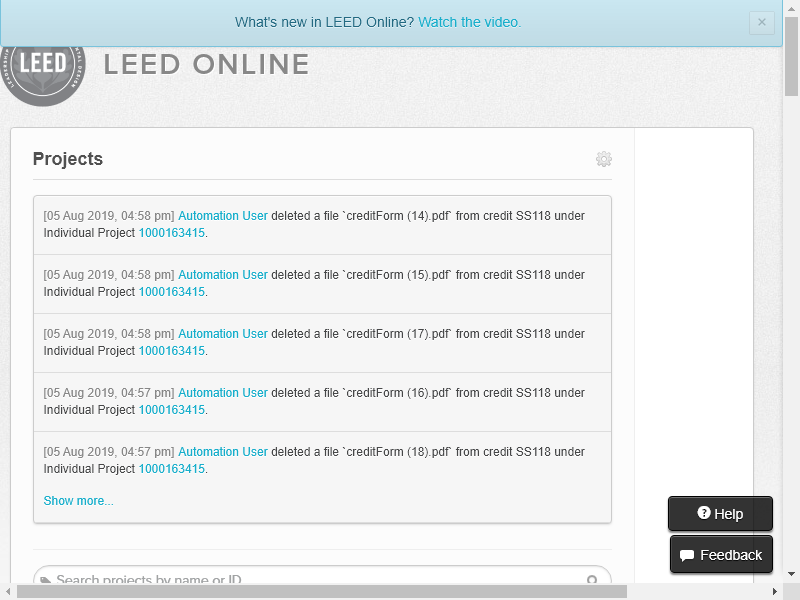 What's new in LEED Online? Watch the video.
×
LEED
LEED ONLINE
Projects
[05 Aug 2019, 04:58 pm] Automation User deleted a file `creditForm (14).pdf` from credit SS118 under
Individual Project 1000163415.
[05 Aug 2019, 04:58 pm] Automation User deleted a file `creditForm (15).pdf` from credit SS118 under
Individual Project 1000163415.
[05 Aug 2019, 04:58 pm] Automation User deleted a file `creditForm (17).pdf` from credit SS118 under
Individual Project 1000163415.
[05 Aug 2019, 04:57 pm] Automation User deleted a file `creditForm (16).pdf` from credit SS118 under
Individual Project 1000163415.
[05 Aug 2019, 04:57 pm] Automation User deleted a file `creditForm (18).pdf` from credit SS118 under
Individual Project 1000163415.
Show more...
Help
Feedback
Search projects by name or ID